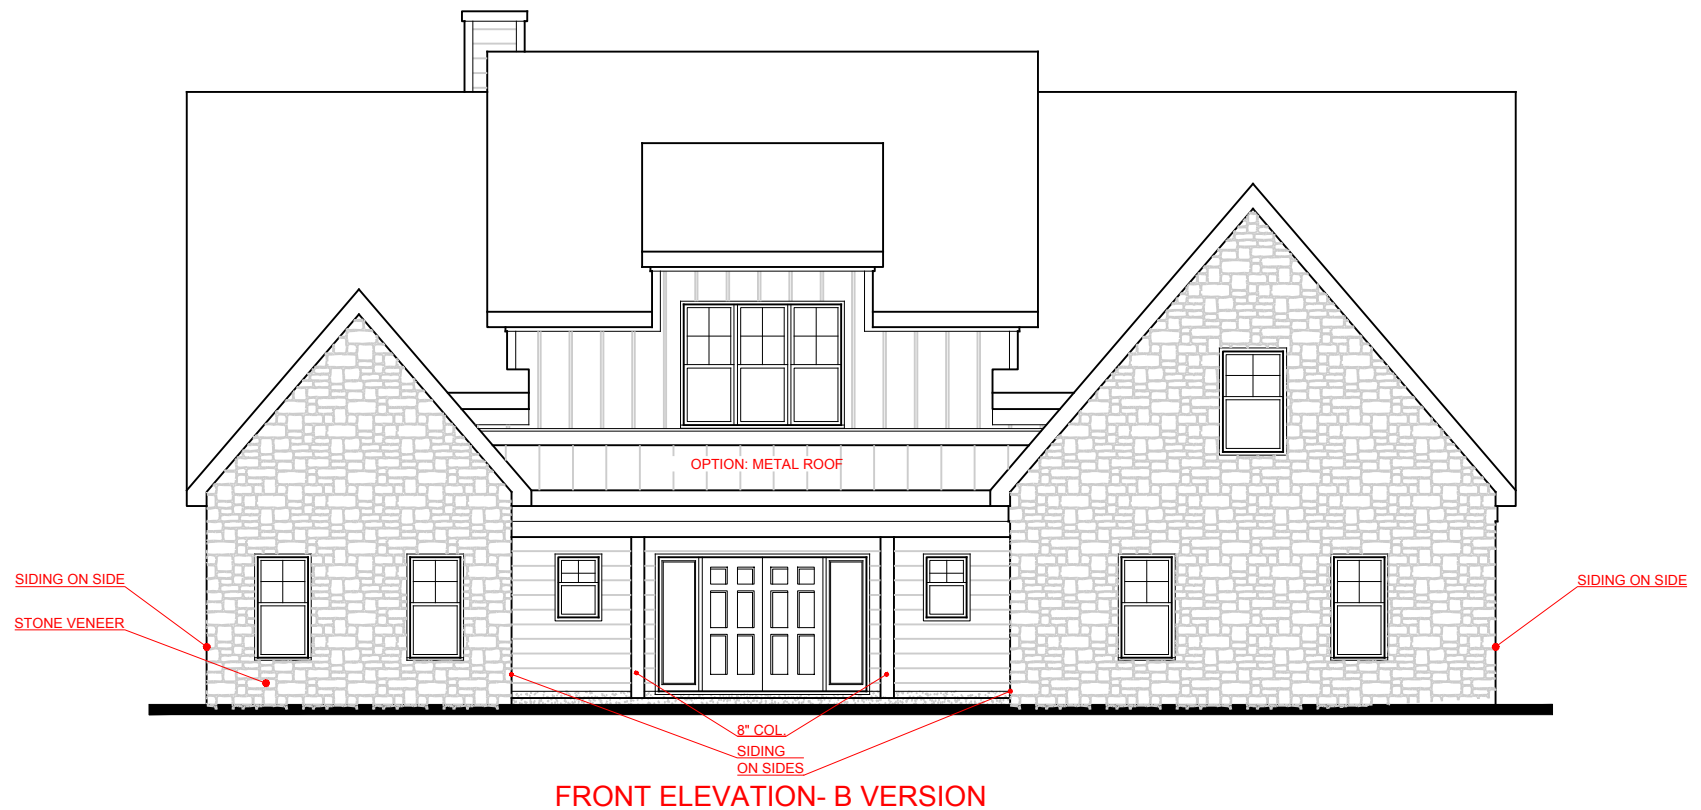 OPTION: METAL ROOF
SIDING ON SIDE
SIDING ON SIDE
STONE VENEER
8" COL.
SIDING
ON SIDES
FRONT ELEVATION- B VERSION